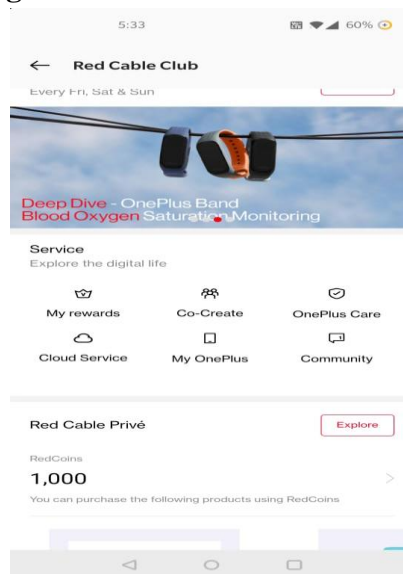 5:33
60%
Red Cable Club
Every Fri, Sat & Sun
Deep Dive - OnePlus Band
Blood Oxygen Saturation Monitoring
Service
Explore the digital life
My rewards
Co-Create
OnePlus Care
Cloud Service
My OnePlus
Community
Red Cable Privé
Explore
RedCoins
1,000
You can purchase the following products using RedCoins